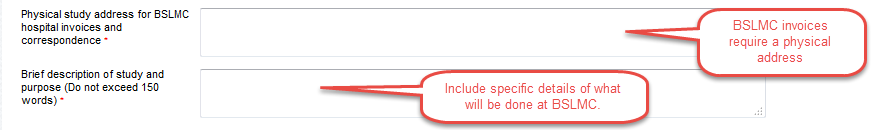 Physical study address for BSLMC
hospital invoices and
correspondence *
BSLMC invoices
require a physical
address
Brief description of study and
purpose (Do not exceed 150
words) *
Include specific details of what
will be done at BSLMC.